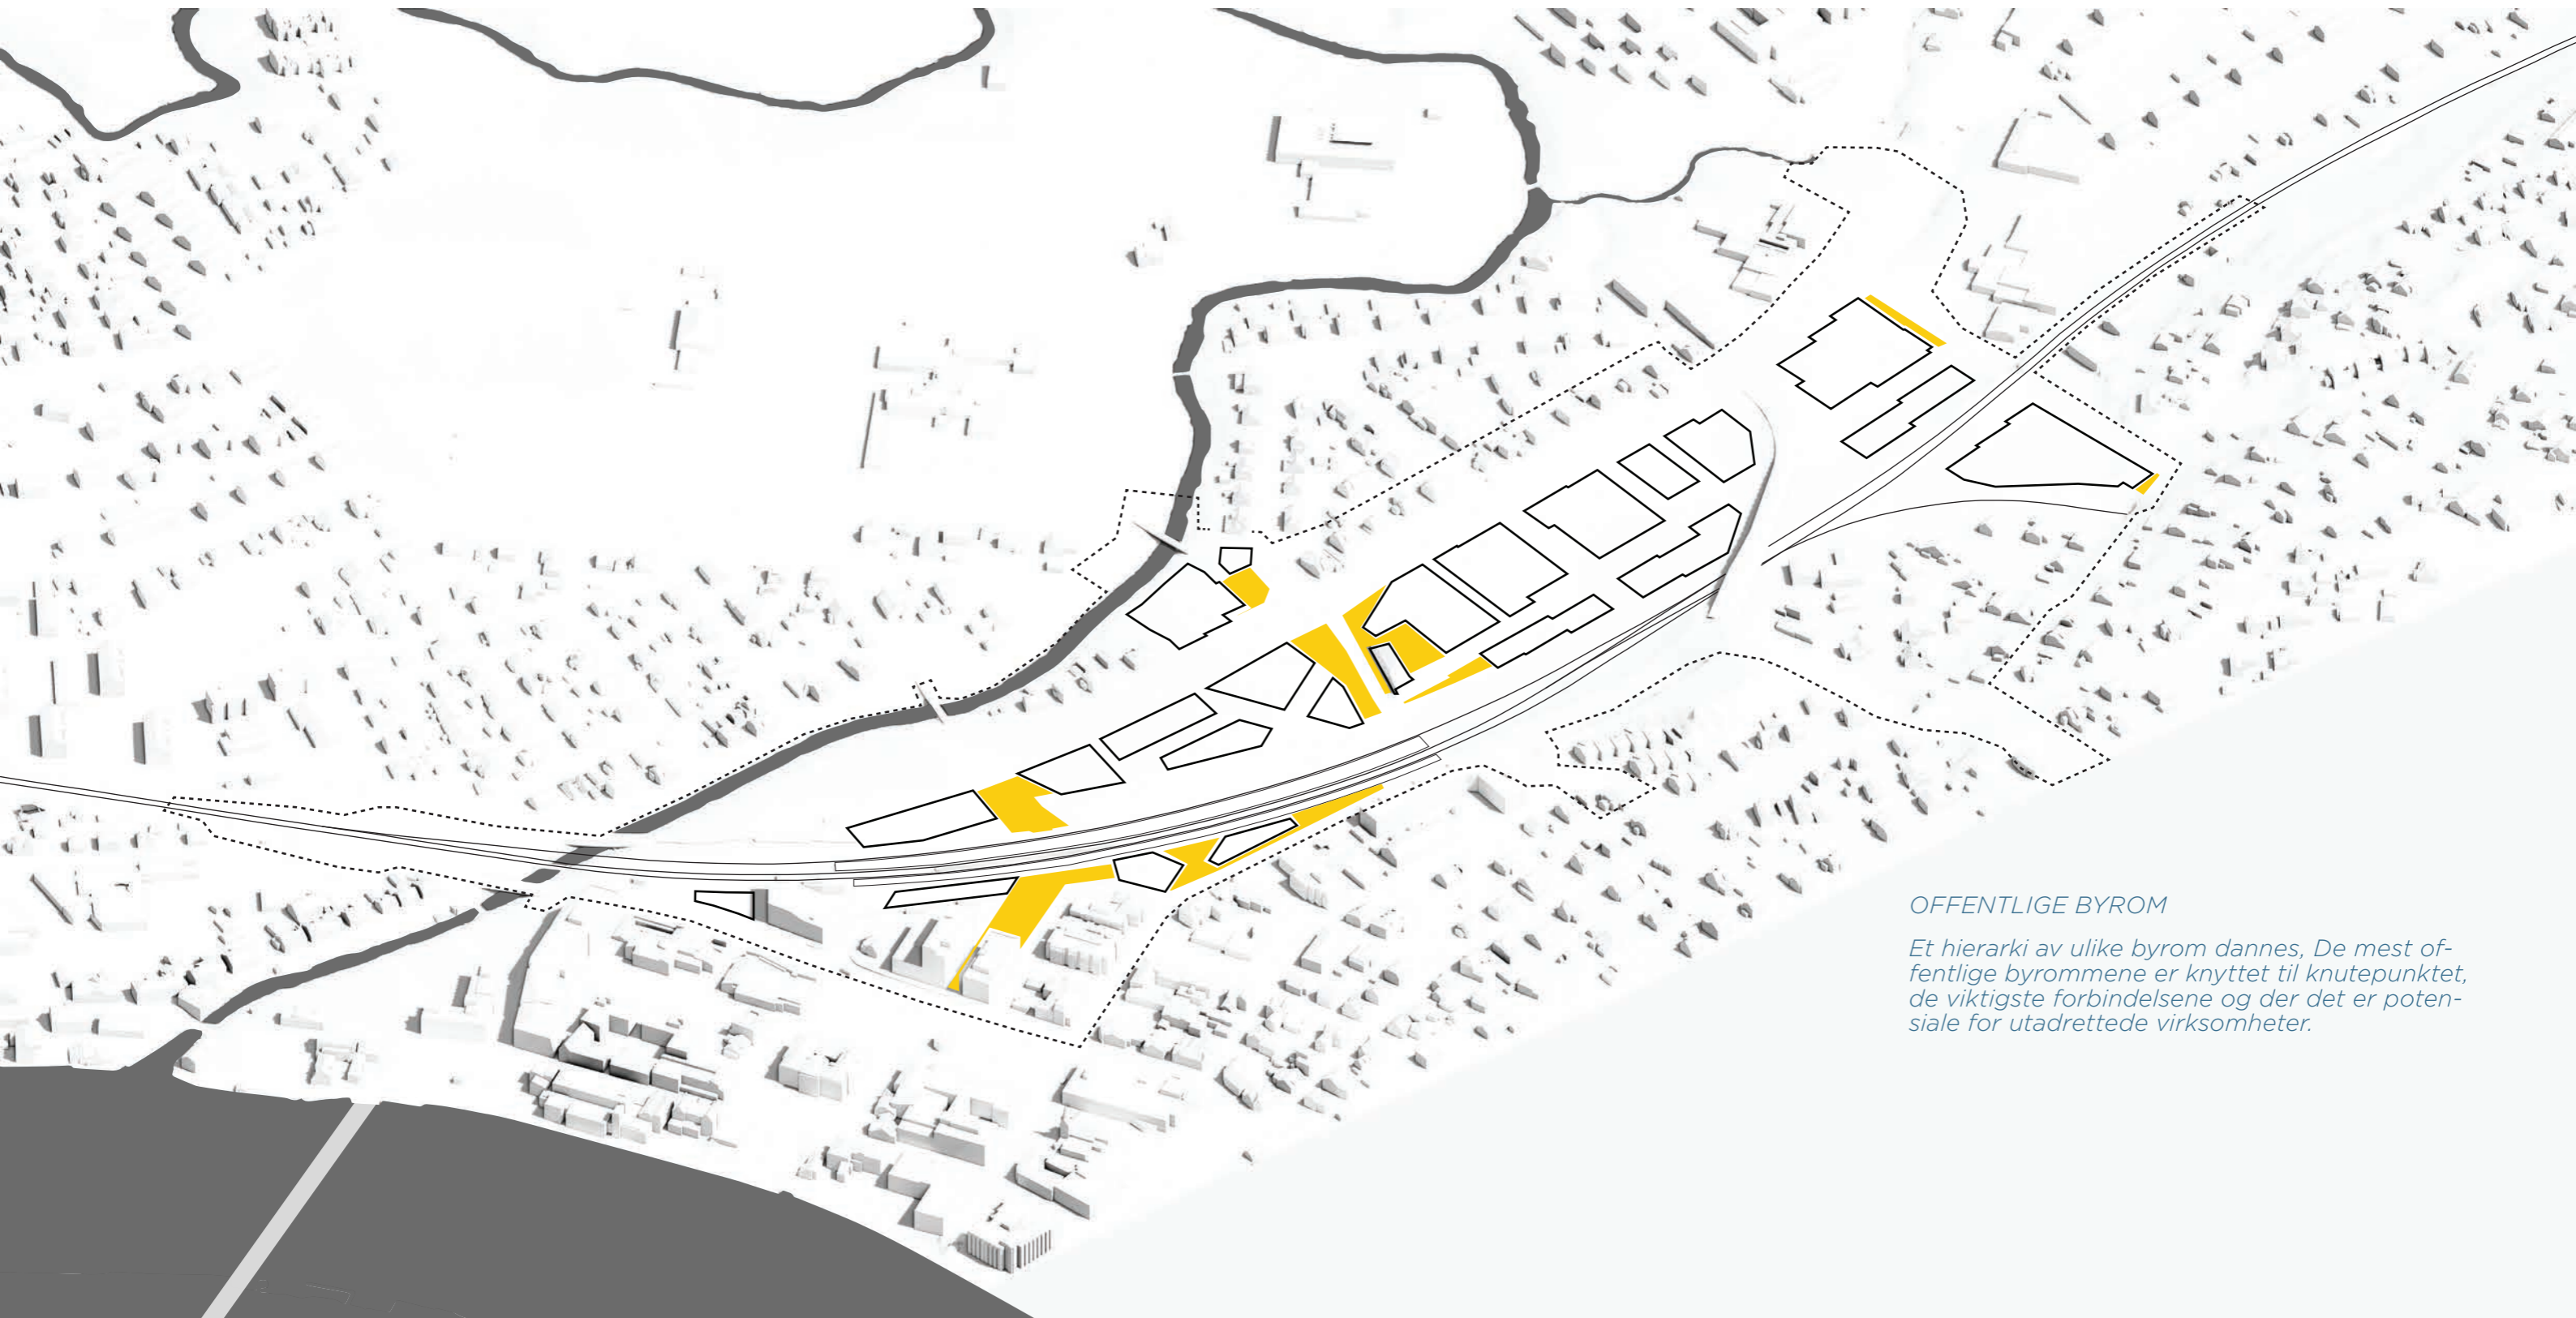 OFFENTLIGE BYROM
Et hierarki av ulike byrom dannes, De mest of-
fentlige byrommene er knyttet til knutepunktet,
de viktigste forbindelsene og der det er poten-
siale for utadrettede virksomheter.